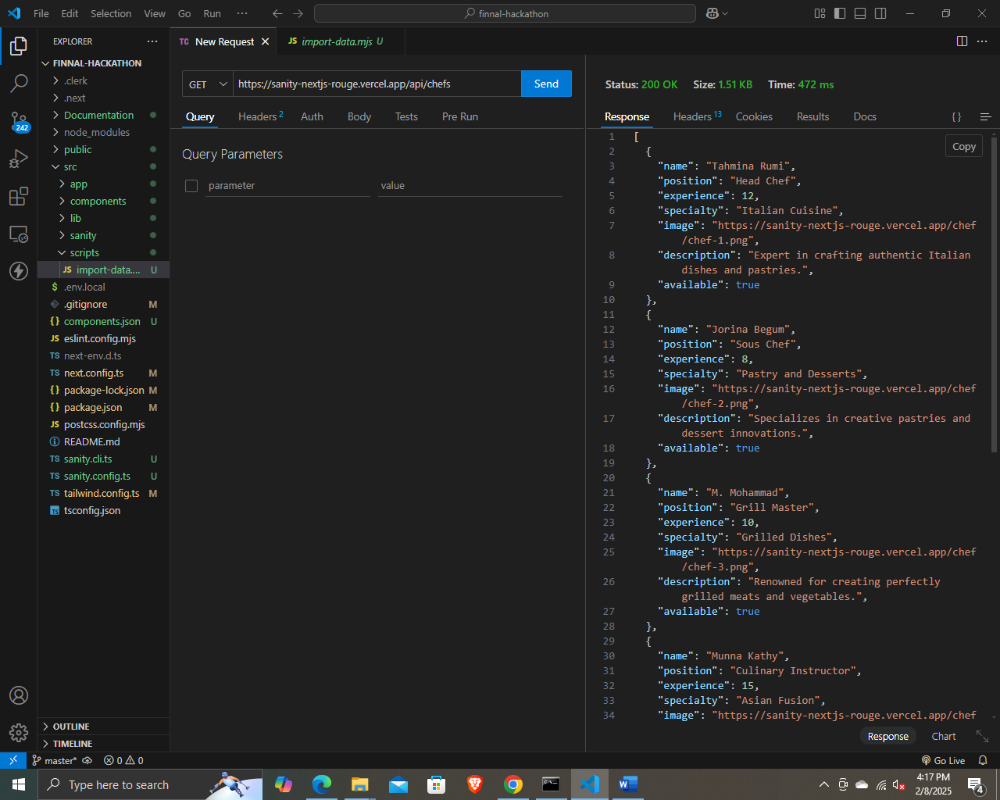 File Edit Selection View Go Run ··· finnal-hackathon
EXPLORER ···
FINNAL-HACKATHON
.clerk
.next
Documentation
node_modules
public
src
app
components
lib
sanity
scripts
JS import-data.... U
$ .env.local
.gitignore M
{} components.json U
JS eslint.config.mjs
TS next-env.d.ts
TS next.config.ts M
{} package-lock.json M
{} package.json M
JS postcss.config.mjs
README.md
TS sanity.cli.ts U
TS sanity.config.ts U
TS tailwind.config.ts M
TS tsconfig.json
OUTLINE
TIMELINE
242
TC New Request JS import-data.mjs U
GET https://sanity-nextjs-rouge.vercel.app/api/chefs Send
Query Headers 2 Auth Body Tests Pre Run
Query Parameters
parameter value
Status: 200 OK Size: 1.51 KB Time: 472 ms
Response Headers 13 Cookies Results Docs { }
Copy
1 [
2 {
3 "name": "Tahmina Rumi",
4 "position": "Head Chef",
5 "experience": 12,
6 "specialty": "Italian Cuisine",
7 "image": "https://sanity-nextjs-rouge.vercel.app/chef
/chef-1.png",
8 "description": "Expert in crafting authentic Italian
dishes and pastries.",
9 "available": true
10 },
11 {
12 "name": "Jorina Begum",
13 "position": "Sous Chef",
14 "experience": 8,
15 "specialty": "Pastry and Desserts",
16 "image": "https://sanity-nextjs-rouge.vercel.app/chef
/chef-2.png",
17 "description": "Specializes in creative pastries and
dessert innovations.",
18 "available": true
19 },
20 {
21 "name": "M. Mohammad",
22 "position": "Grill Master",
23 "experience": 10,
24 "specialty": "Grilled Dishes",
25 "image": "https://sanity-nextjs-rouge.vercel.app/chef
/chef-3.png",
26 "description": "Renowned for creating perfectly
grilled meats and vegetables.",
27 "available": true
28 },
29 {
30 "name": "Munna Kathy",
31 "position": "Culinary Instructor",
32 "experience": 15,
33 "specialty": "Asian Fusion",
34 "image": "https://sanity-nextjs-rouge.vercel.app/chef
Response Chart
master* 0 0 Go Live
Type here to search
4:17 PM
2/8/2025
4